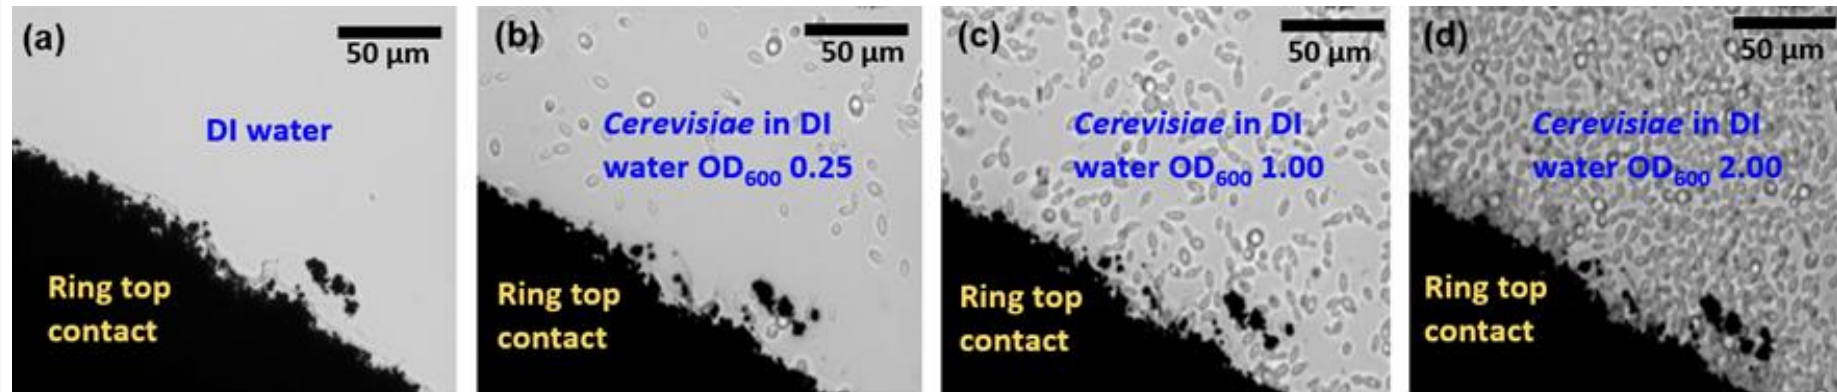 (a)
50 μm
DI water
Ring top
contact
(b)
50 μm
Cerevisiae in DI
water OD600 0.25
Ring top
contact
(c)
50 μm
Cerevisiae in DI
water OD600 1.00
Ring top
contact
(d)
50 μm
Cerevisiae in DI
water OD600 2.00
Ring top
contact